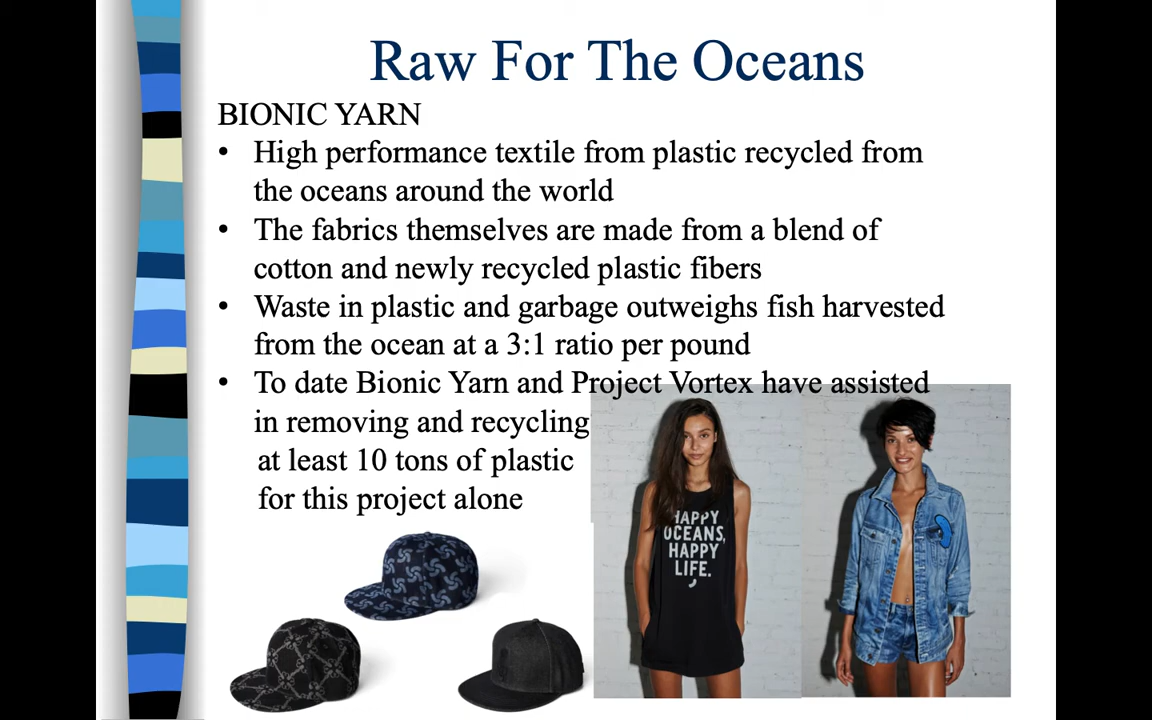 Raw For The Oceans
BIONIC YARN
• High performance textile from plastic recycled from
the oceans around the world
• The fabrics themselves are made from a blend of
cotton and newly recycled plastic fibers
• Waste in plastic and garbage outweighs fish harvested
from the ocean at a 3:1 ratio per pound
• To date Bionic Yarn and Project Vortex have assisted
in removing and recycling
at least 10 tons of plastic
for this project alone
HAPPY
OCEANS,
HAPPY
LIFE.